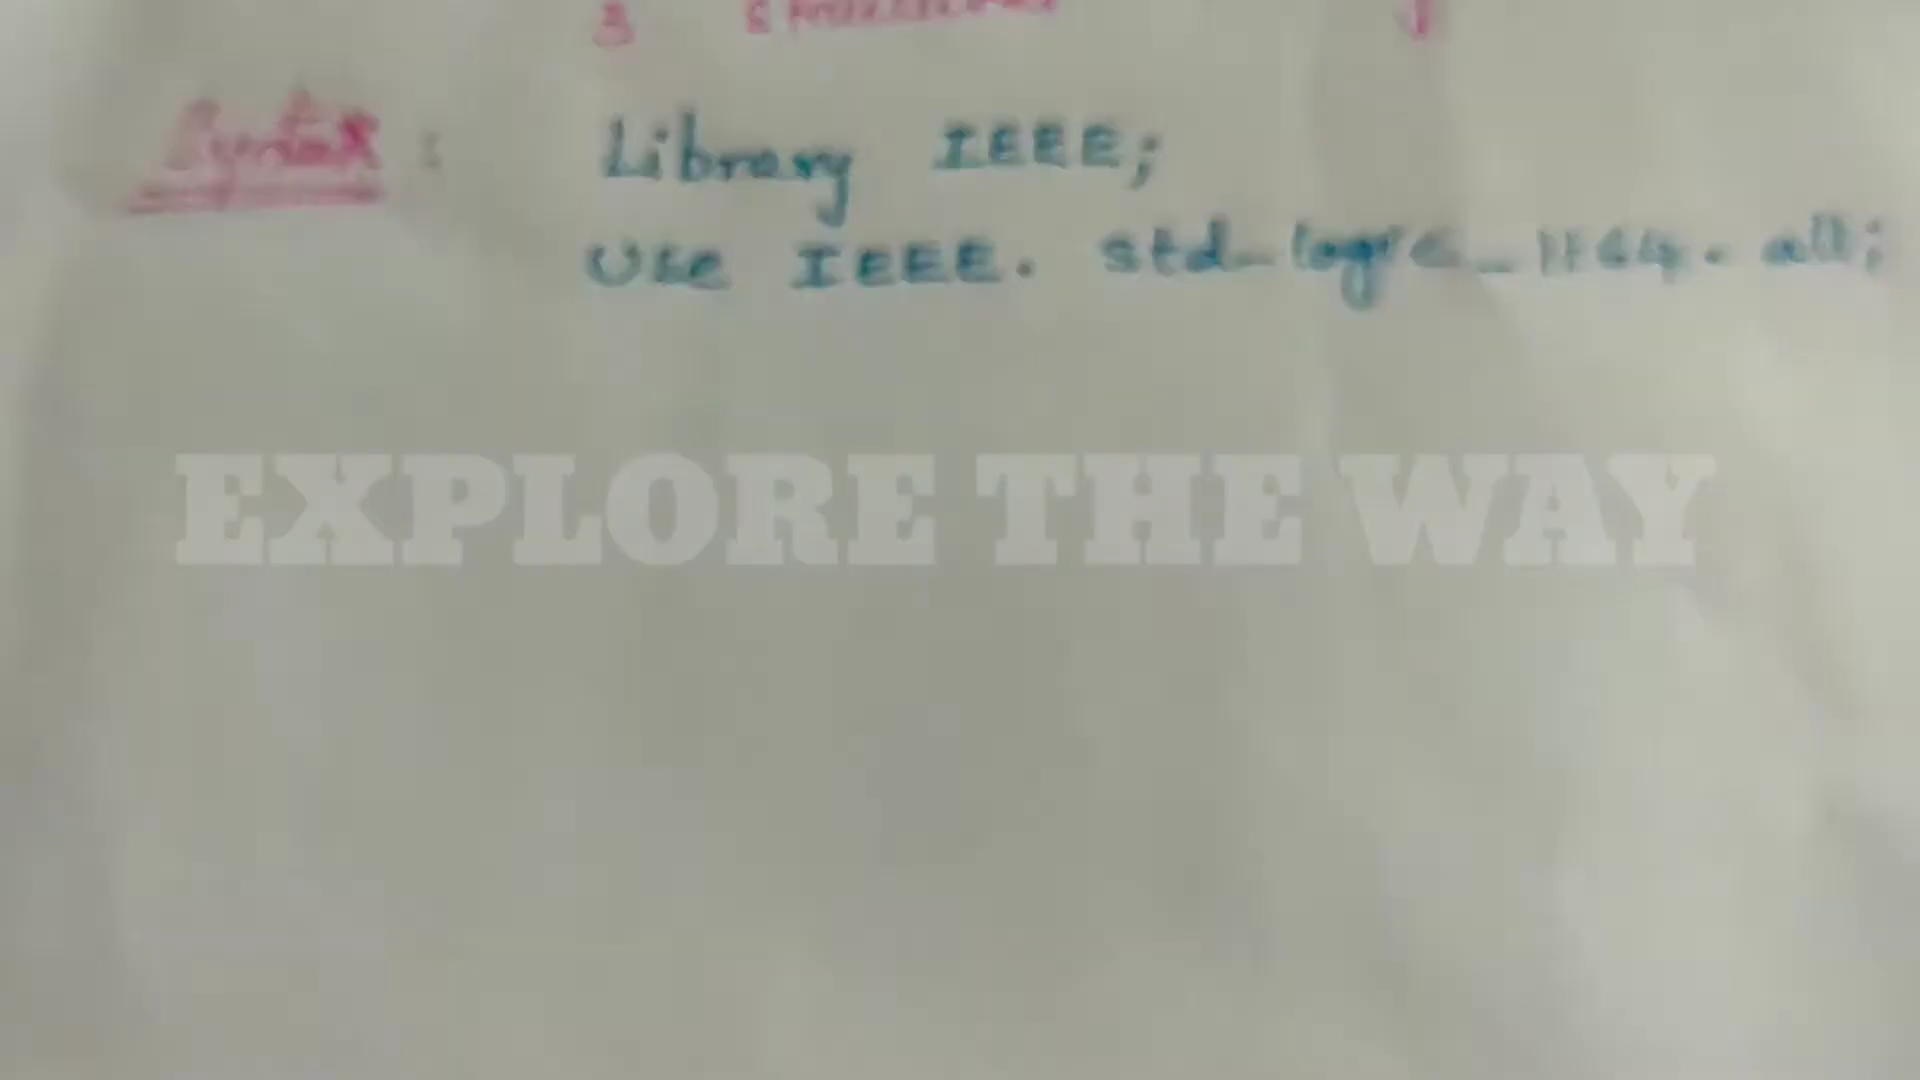 Syntax : Library IEEE;
Use IEEE. std_logic_1164. all;
EXPLORE THE WAY